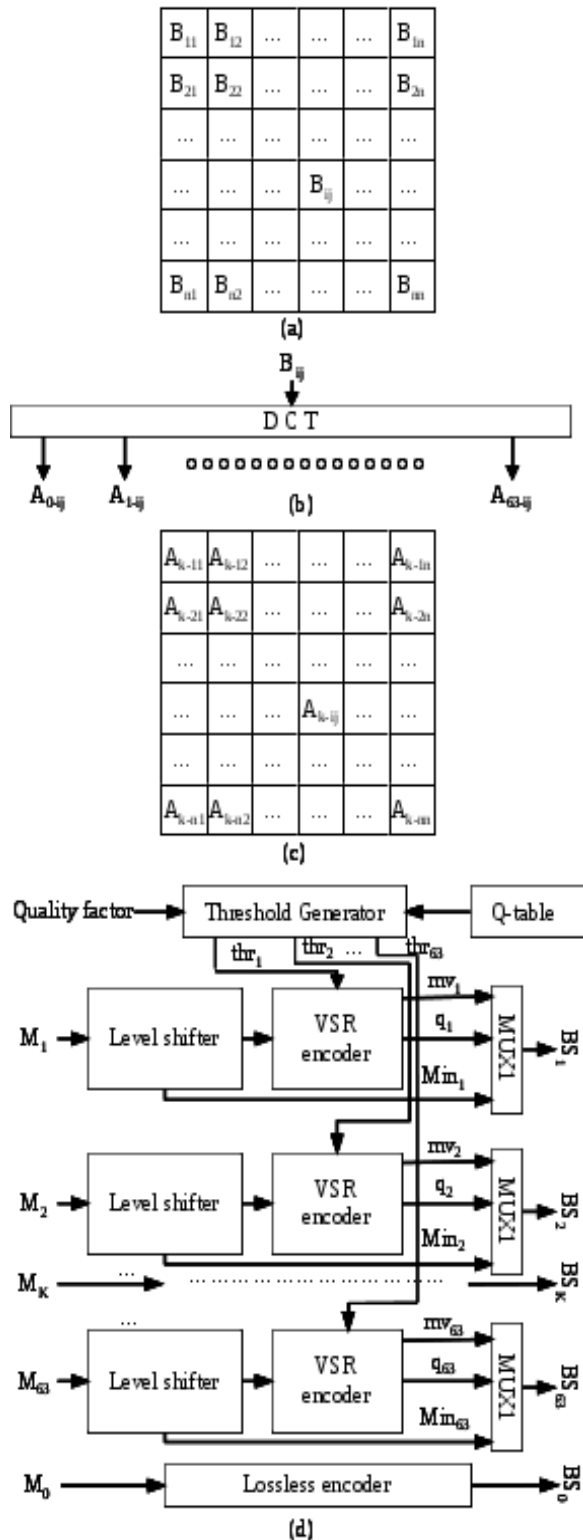 B11 B12 ... ... ... B1n
B21 B22 ... ... ... B2n
... ... ... ... ... ...
... ... ... Bij ... ...
... ... ... ... ... ...
Bn1 Bn2 ... ... ... Bnn
(a)
Bij
D C T
A0-ij A1-ij A63-ij
(b)
Ak-11 Ak-12 ... ... ... Ak-1n
Ak-21 Ak-22 ... ... ... Ak-2n
... ... ... ... ... ...
... ... ... Ak-ij ... ...
... ... ... ... ... ...
Ak-n1 Ak-n2 ... ... ... Ak-nn
(c)
Quality factor Threshold Generator Q-table
thr1 thr2 ... thr63
M1 Level shifter VSR encoder mv1 q1 Min1 MUX1 BS1
M2 Level shifter VSR encoder mv2 q2 Min2 MUX1 BS2
MK ... ... ... ... ... ... ... ... ... ... BSK
...
M63 Level shifter VSR encoder mv63 q63 Min63 MUX1 BS63
M0 Lossless encoder BS0
(d)